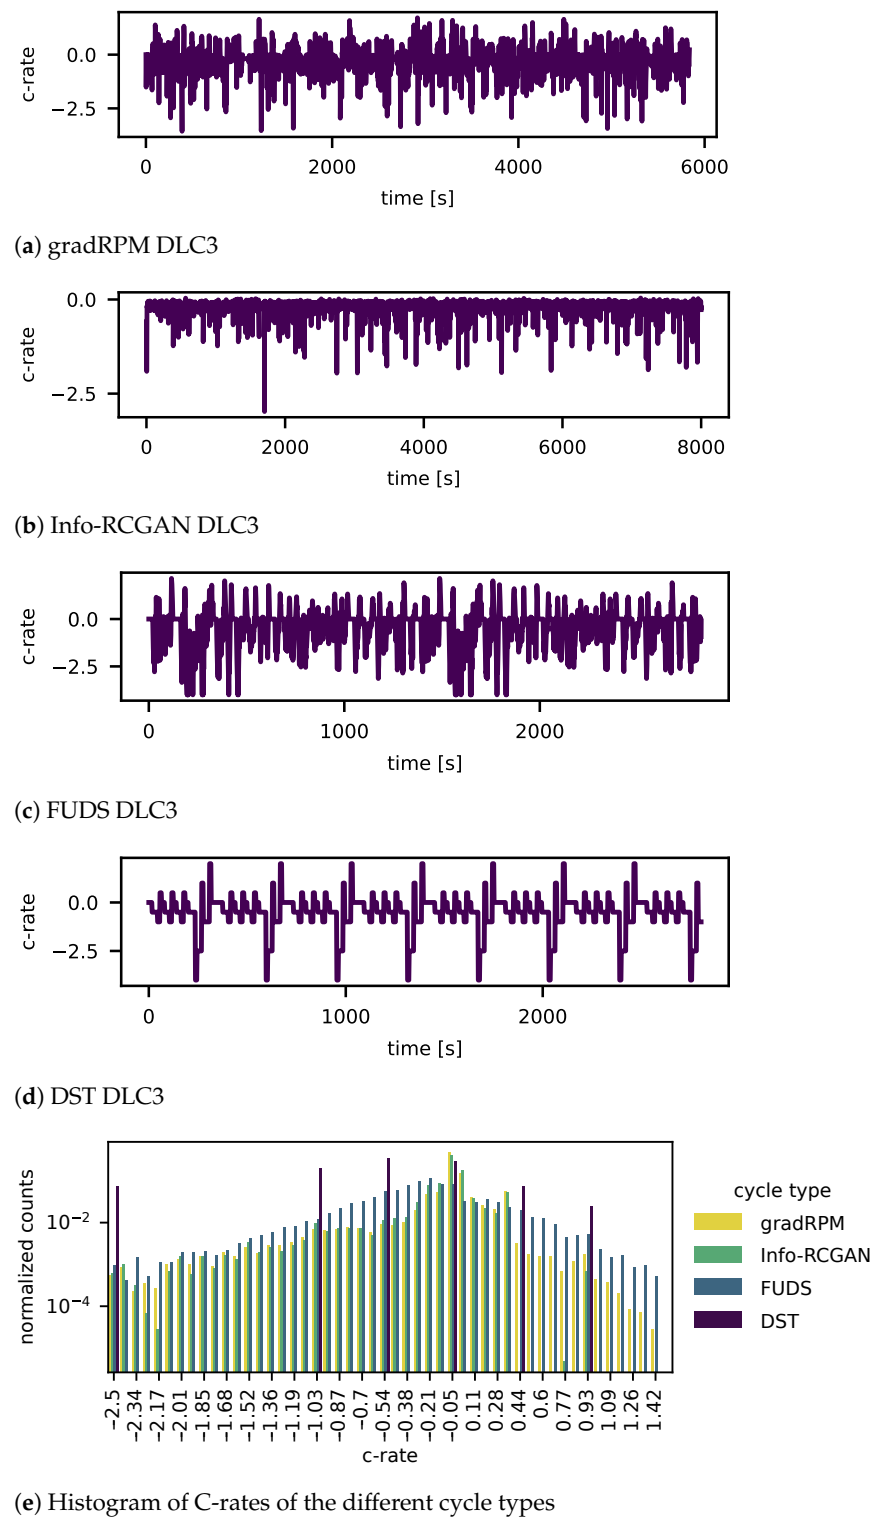 0.0
−2.5
c-rate
0 2000 4000 6000
time [s]
(a) gradRPM DLC3
0.0
−2.5
c-rate
0 2000 4000 6000 8000
time [s]
(b) Info-RCGAN DLC3
0.0
−2.5
c-rate
0 1000 2000
time [s]
(c) FUDS DLC3
0.0
−2.5
c-rate
0 1000 2000
time [s]
(d) DST DLC3
10−2
10−4
normalized counts
−2.5 −2.34 −2.17 −2.01 −1.85 −1.68 −1.52 −1.36 −1.19 −1.03 −0.87 −0.7 −0.54 −0.38 −0.21 −0.05 0.11 0.28 0.44 0.6 0.77 0.93 1.09 1.26 1.42
c-rate
cycle type
gradRPM
Info-RCGAN
FUDS
DST
(e) Histogram of C-rates of the different cycle types